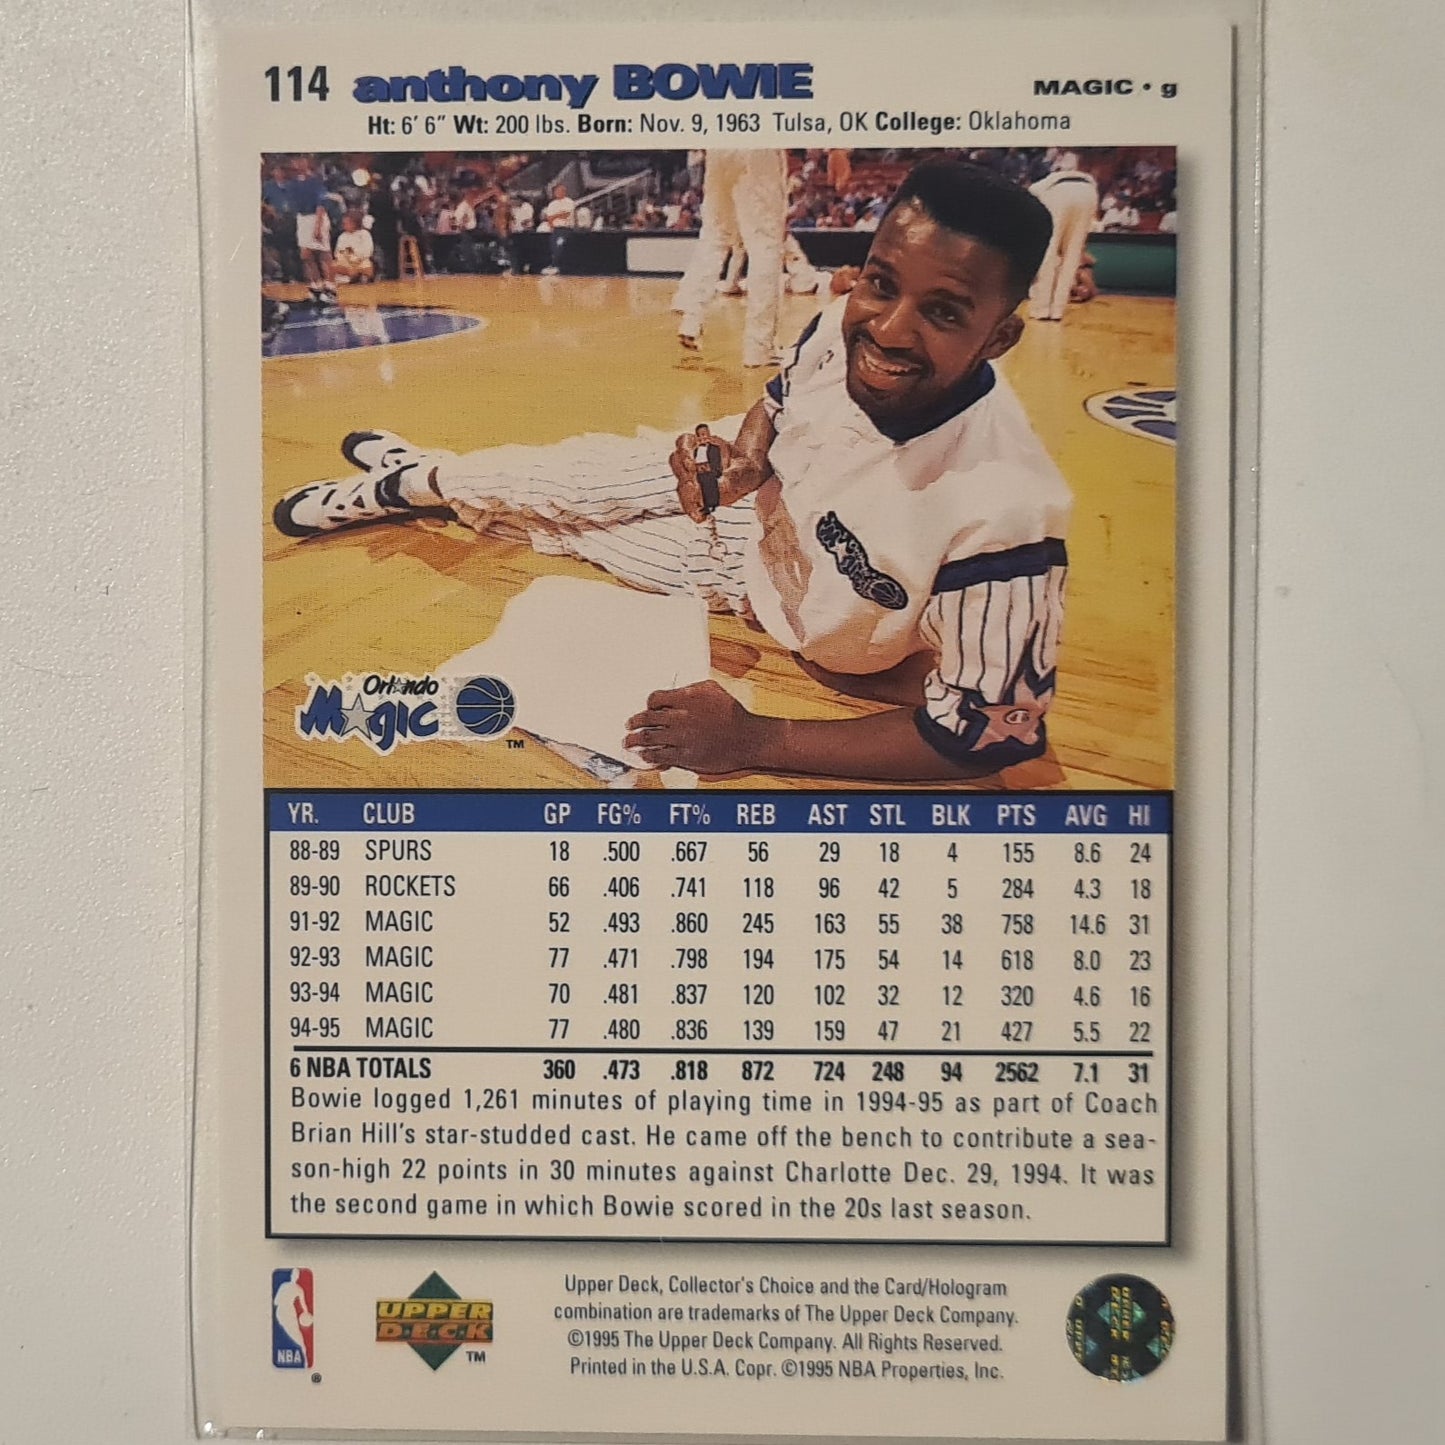 114 anthony BOWIE MAGIC • g
Ht: 6' 6" Wt: 200 lbs. Born: Nov. 9, 1963 Tulsa, OK College: Oklahoma
Orlando
MAGIC
TM
YR. CLUB GP FG% FT% REB AST STL BLK PTS AVG HI
88-89 SPURS 18 .500 .667 56 29 18 4 155 8.6 24
89-90 ROCKETS 66 .406 .741 118 96 42 5 284 4.3 18
91-92 MAGIC 52 .493 .860 245 163 55 38 758 14.6 31
92-93 MAGIC 77 .471 .798 194 175 54 14 618 8.0 23
93-94 MAGIC 70 .481 .837 120 102 32 12 320 4.6 16
94-95 MAGIC 77 .480 .836 139 159 47 21 427 5.5 22
6 NBA TOTALS 360 .473 .818 872 724 248 94 2562 7.1 31
Bowie logged 1,261 minutes of playing time in 1994-95 as part of Coach
Brian Hill's star-studded cast. He came off the bench to contribute a sea-
son-high 22 points in 30 minutes against Charlotte Dec. 29, 1994. It was
the second game in which Bowie scored in the 20s last season.
NBA ®
UPPER
DECK
TM
Upper Deck, Collector's Choice and the Card/Hologram
combination are trademarks of The Upper Deck Company.
©1995 The Upper Deck Company. All Rights Reserved.
Printed in the U.S.A. Copr. ©1995 NBA Properties, Inc.